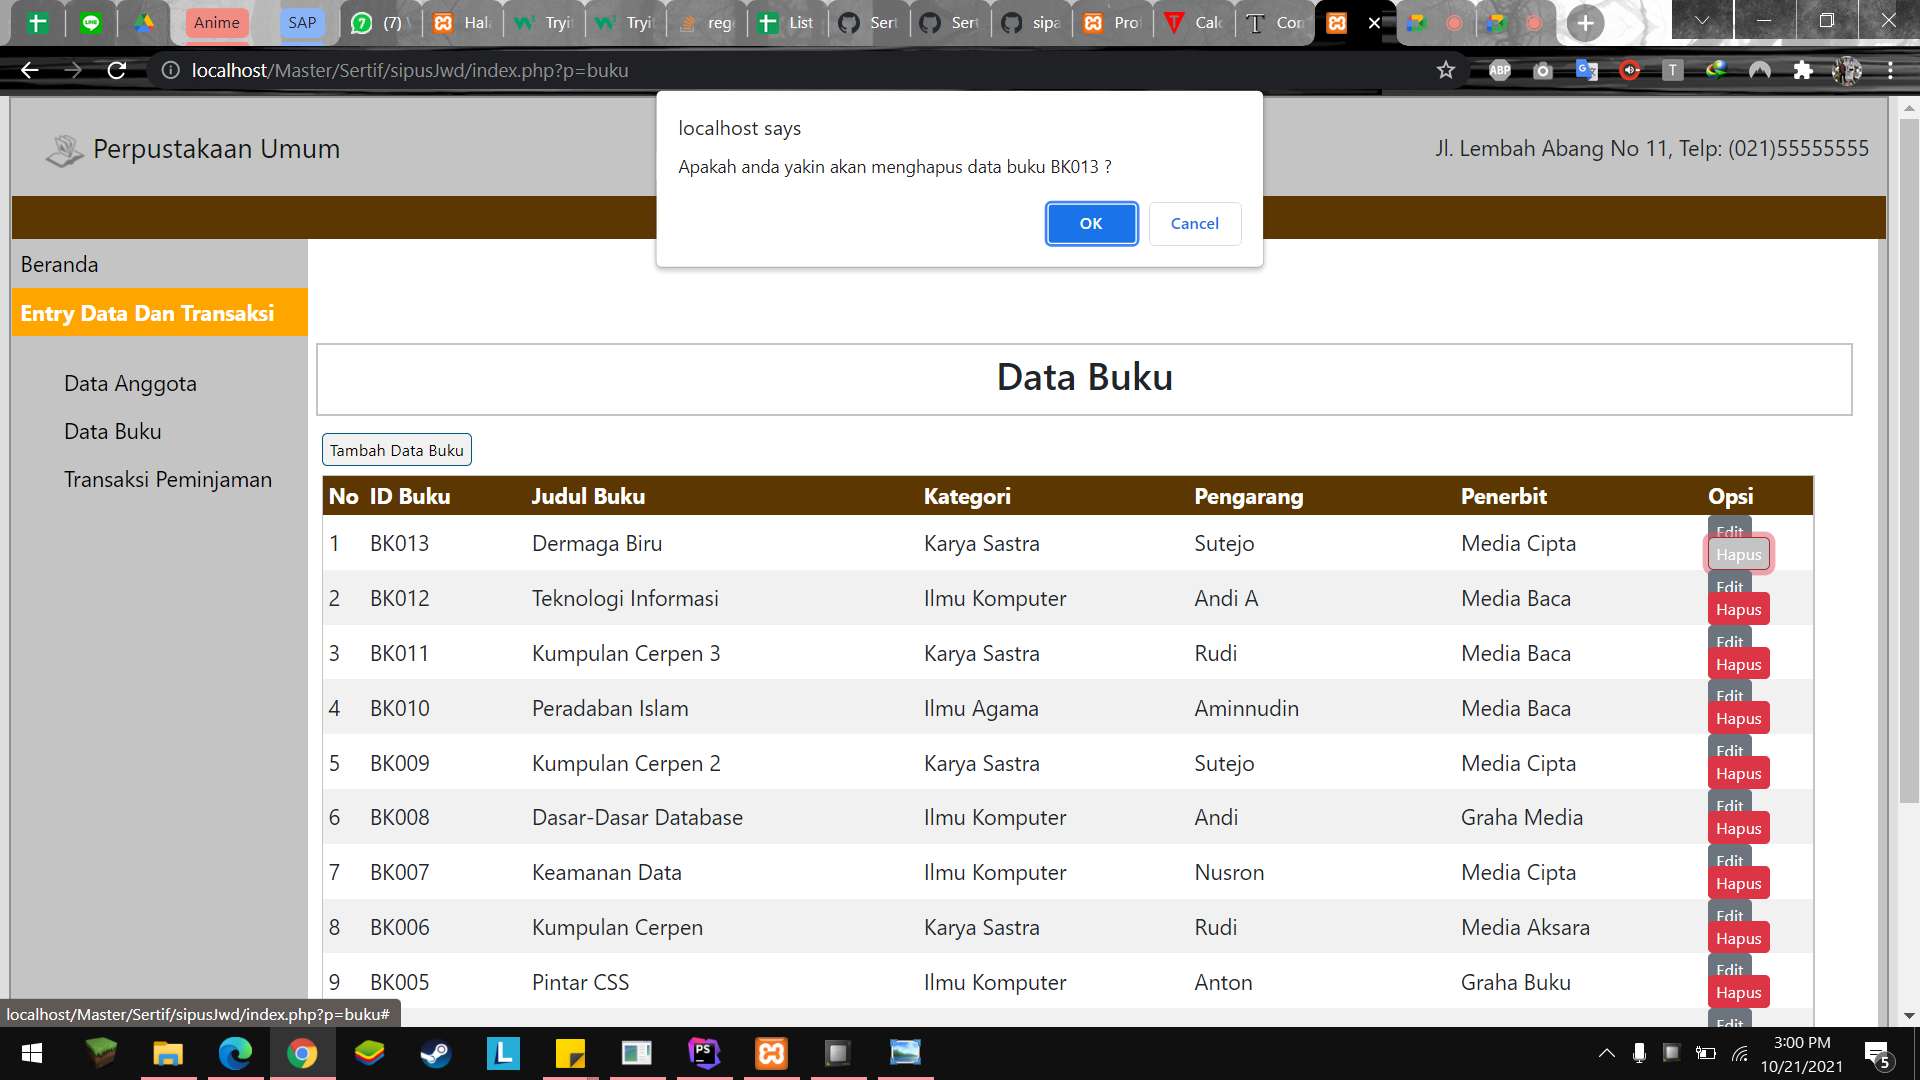 Anime
SAP
(7)
Hal
Tryi
Tryi
reg
List
Sert
Ser
sipa
Pro
Calc
Con
localhost/Master/Sertif/sipusJwd/index.php?p=buku
localhost says
Apakah anda yakin akan menghapus data buku BK013 ?
OK
Cancel
Perpustakaan Umum
Jl. Lembah Abang No 11, Telp: (021)55555555
Beranda
Entry Data Dan Transaksi
Data Anggota
Data Buku
Transaksi Peminjaman
Data Buku
Tambah Data Buku
No ID Buku Judul Buku Kategori Pengarang Penerbit Opsi
1 BK013 Dermaga Biru Karya Sastra Sutejo Media Cipta Edit
Hapus
2 BK012 Teknologi Informasi Ilmu Komputer Andi A Media Baca Edit
Hapus
3 BK011 Kumpulan Cerpen 3 Karya Sastra Rudi Media Baca Edit
Hapus
4 BK010 Peradaban Islam Ilmu Agama Aminnudin Media Baca Edit
Hapus
5 BK009 Kumpulan Cerpen 2 Karya Sastra Sutejo Media Cipta Edit
Hapus
6 BK008 Dasar-Dasar Database Ilmu Komputer Andi Graha Media Edit
Hapus
7 BK007 Keamanan Data Ilmu Komputer Nusron Media Cipta Edit
Hapus
8 BK006 Kumpulan Cerpen Karya Sastra Rudi Media Aksara Edit
Hapus
9 BK005 Pintar CSS Ilmu Komputer Anton Graha Buku Edit
Hapus
Edit
localhost/Master/Sertif/sipusJwd/index.php?p=buku#
3:00 PM
10/21/2021
5